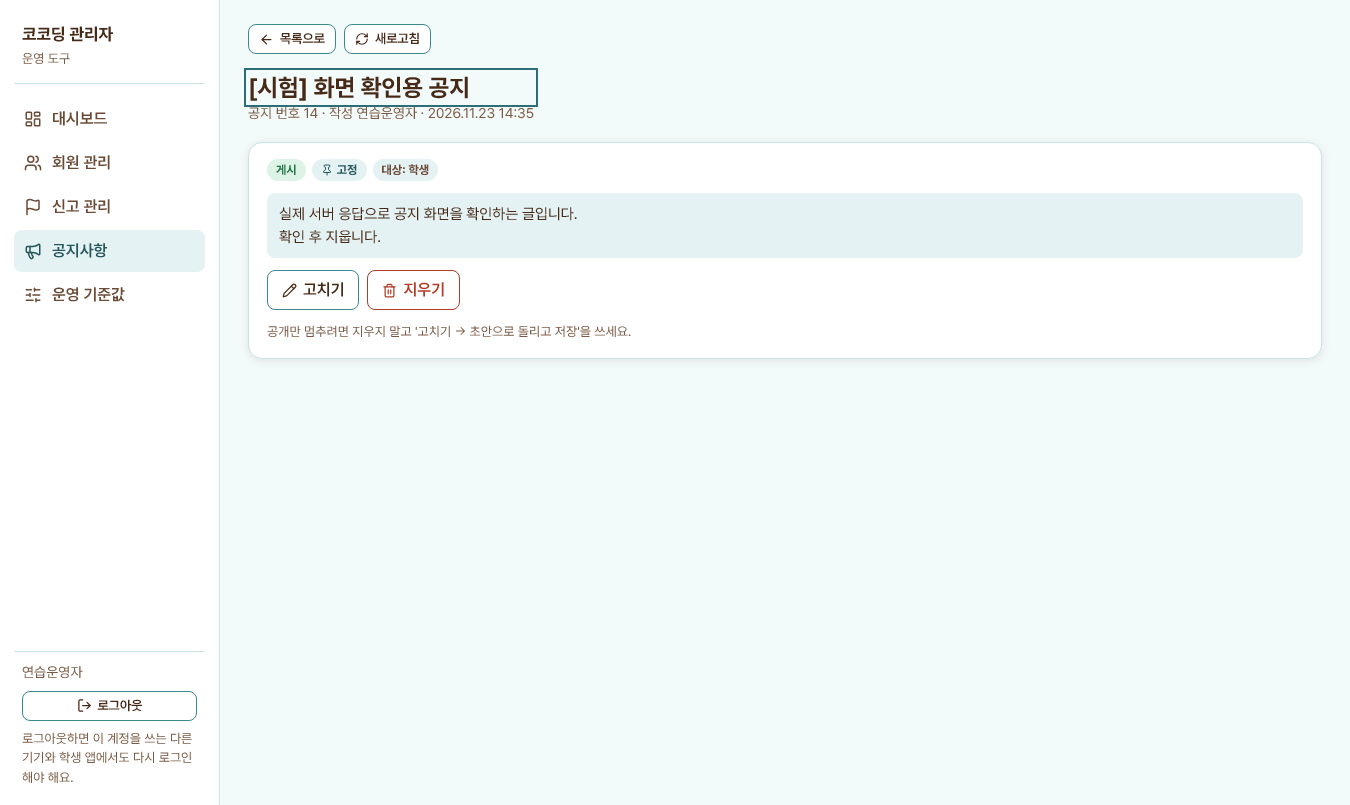 코코딩 관리자
운영 도구
대시보드
회원 관리
신고 관리
공지사항
운영 기준값
연습운영자
로그아웃
로그아웃하면 이 계정을 쓰는 다른
기기와 학생 앱에서도 다시 로그인
해야 해요.
목록으로
새로고침
[시험] 화면 확인용 공지
공지 번호 14 · 작성 연습운영자 · 2026.11.23 14:35
게시
고정
대상: 학생
실제 서버 응답으로 공지 화면을 확인하는 글입니다.
확인 후 지웁니다.
고치기
지우기
공개만 멈추려면 지우지 말고 '고치기 → 초안으로 돌리고 저장'을 쓰세요.